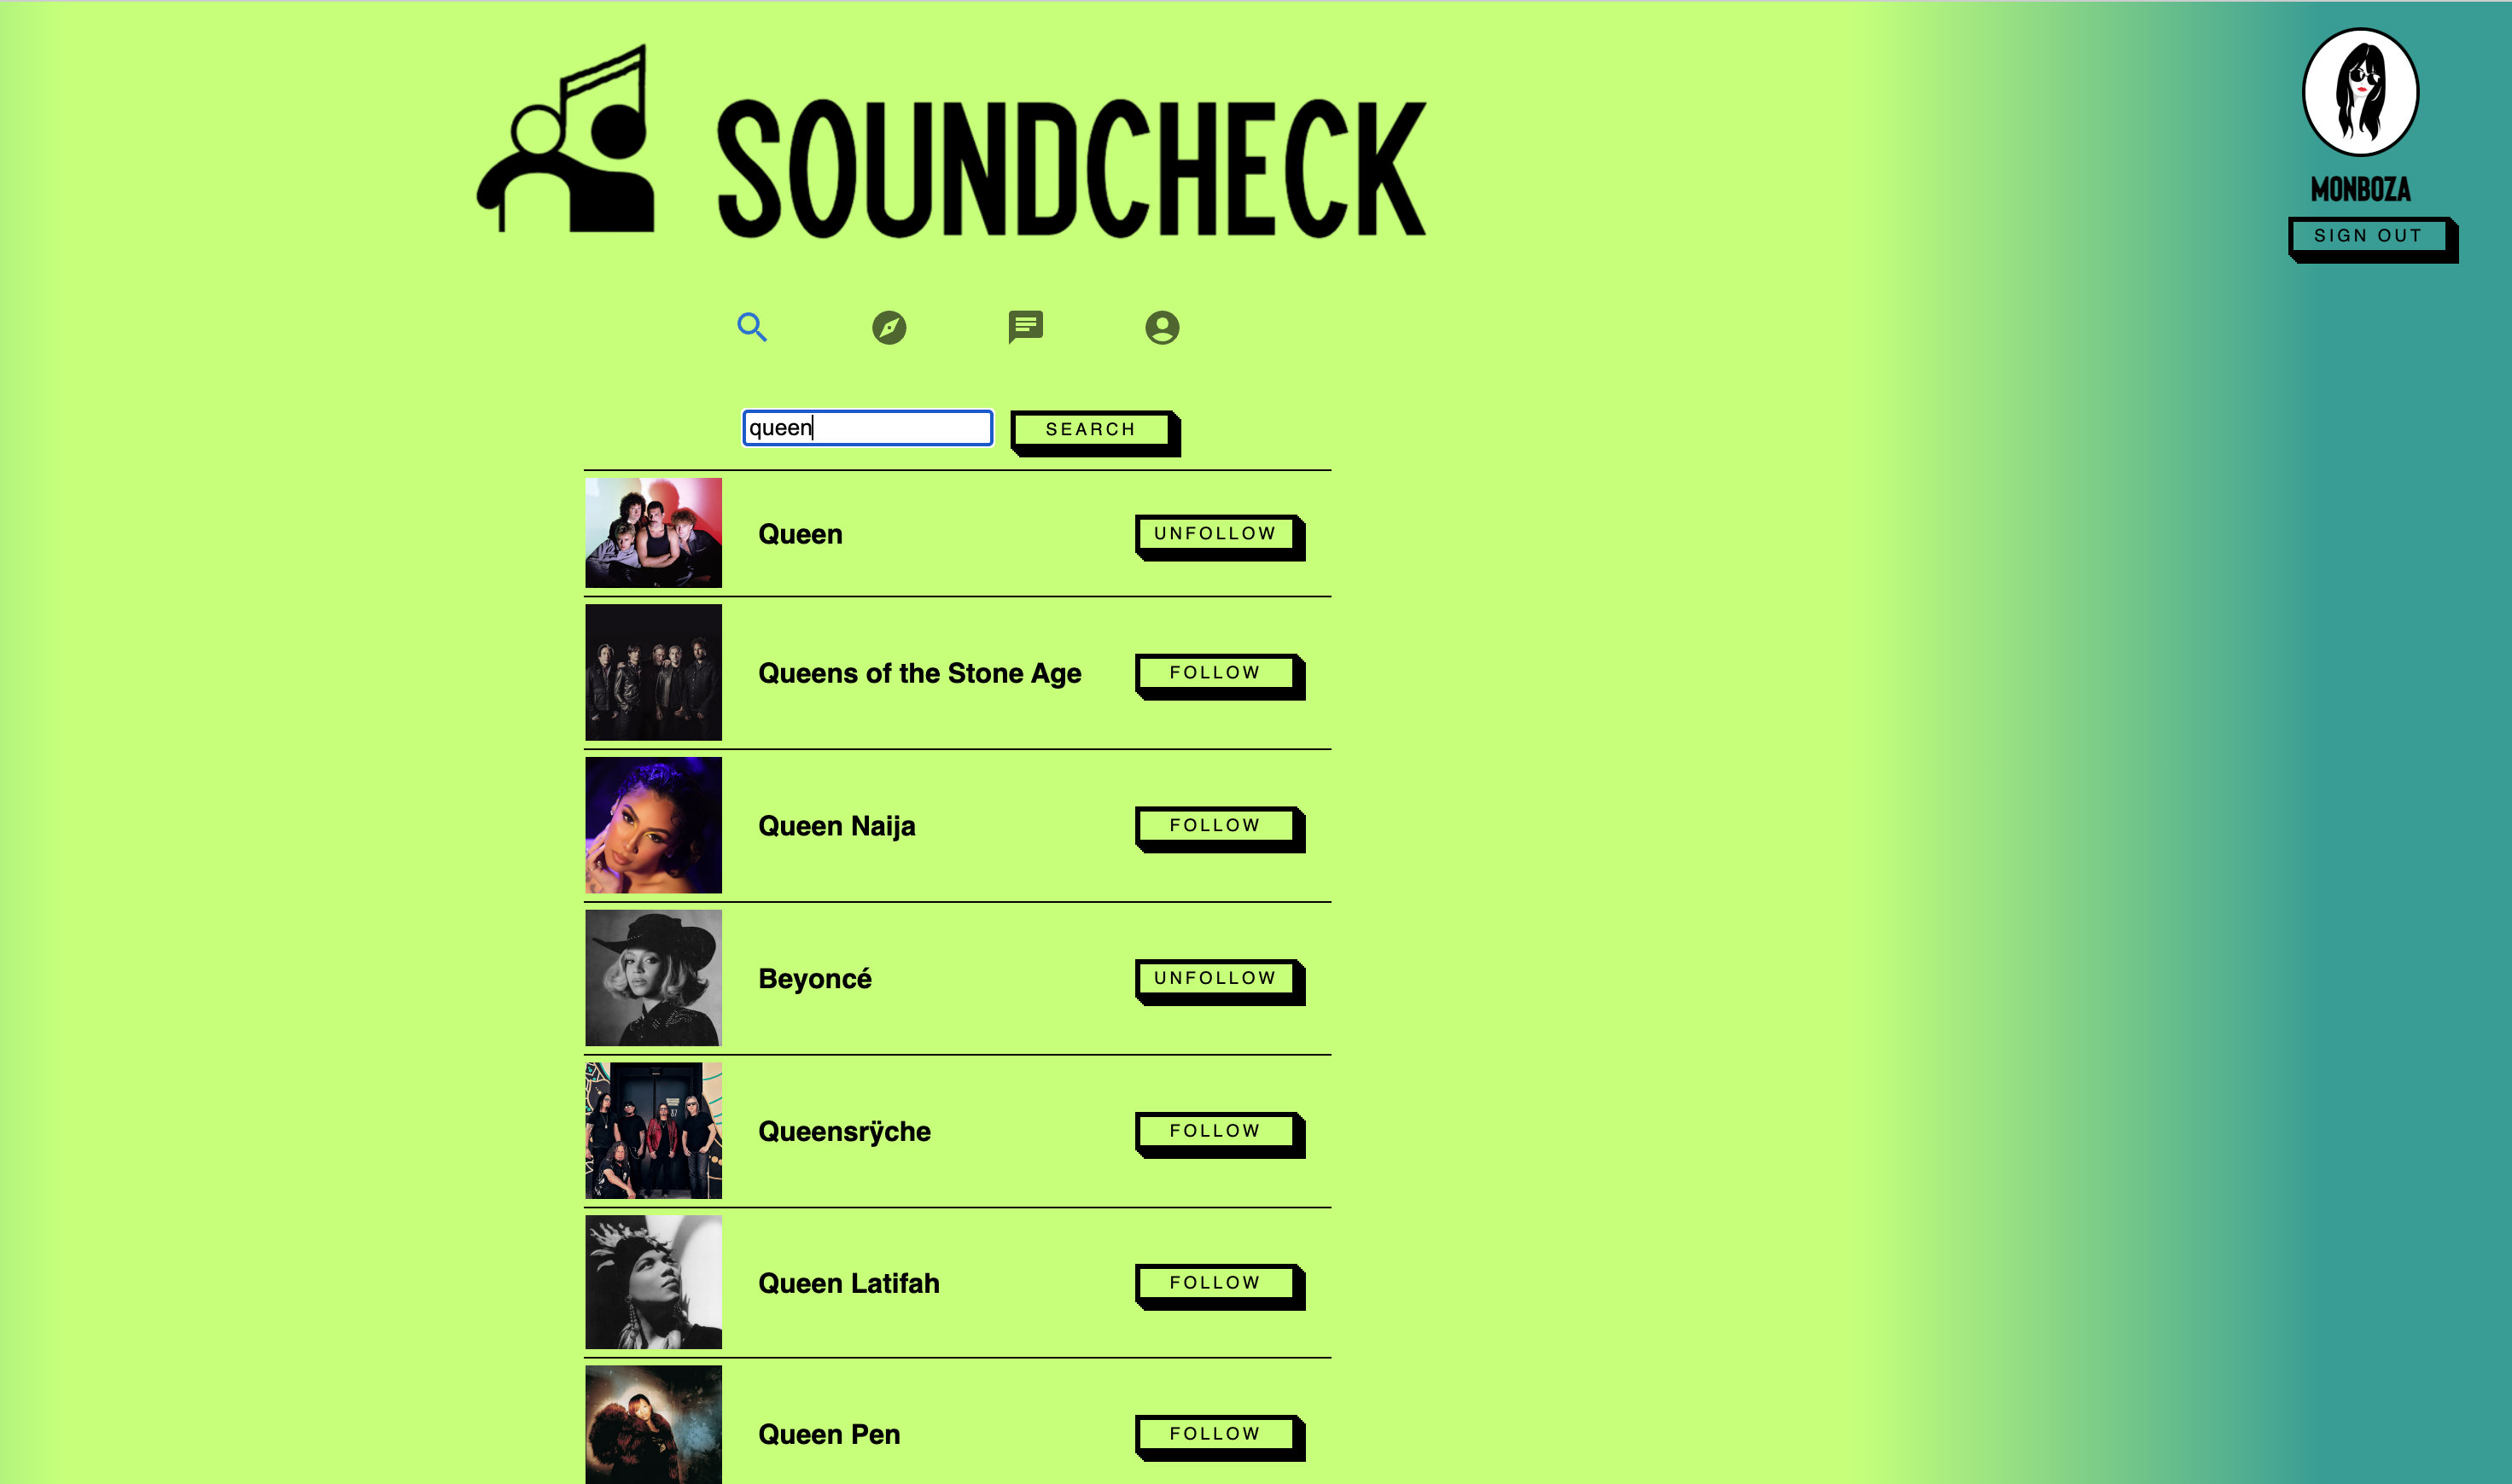 SOUNDCHECK
MONBOZA
SIGN OUT
queen
SEARCH
Queen
UNFOLLOW
Queens of the Stone Age
FOLLOW
Queen Naija
FOLLOW
Beyoncé
UNFOLLOW
Queensrÿche
FOLLOW
Queen Latifah
FOLLOW
Queen Pen
FOLLOW